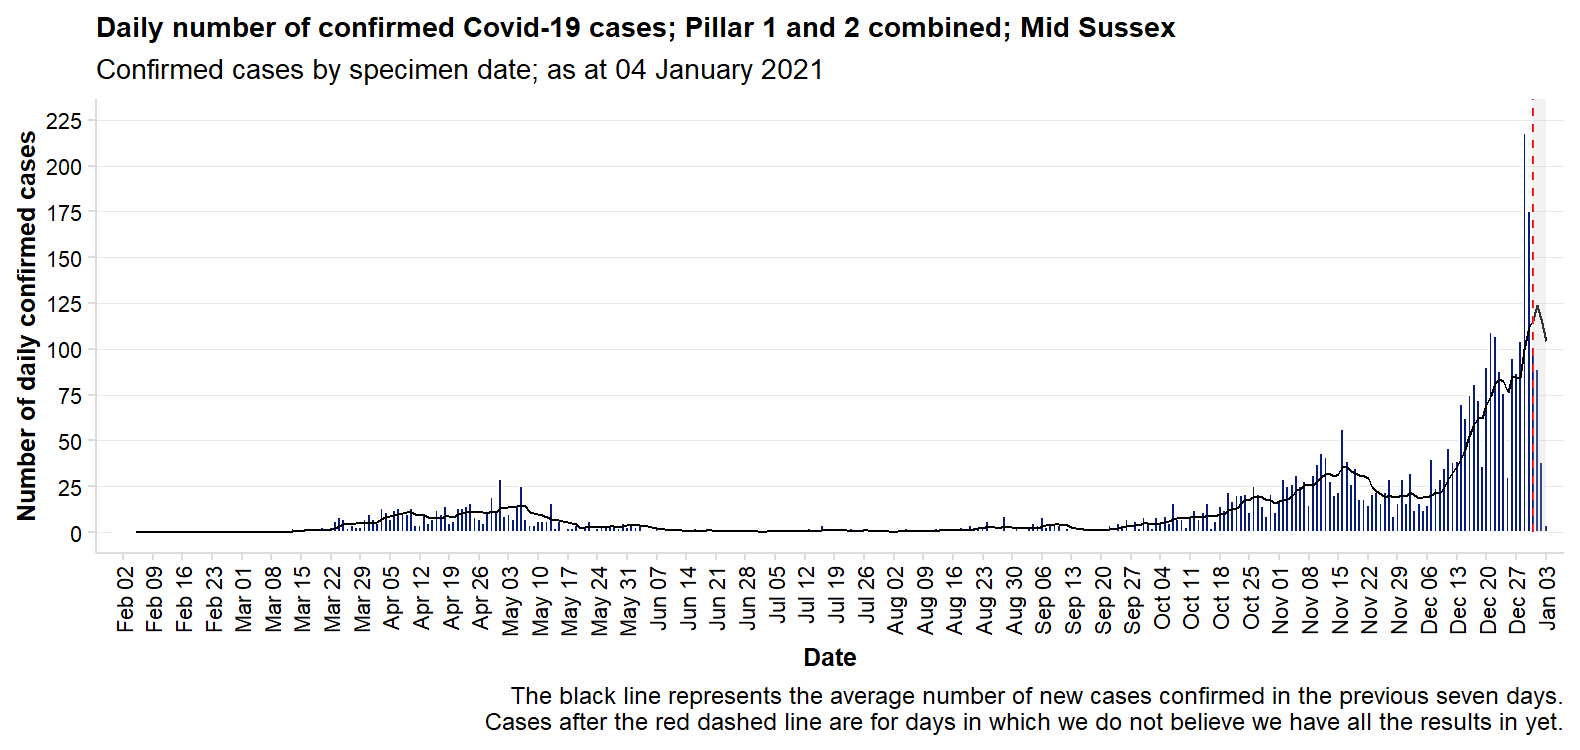 Daily number of confirmed Covid-19 cases; Pillar 1 and 2 combined; Mid Sussex
Confirmed cases by specimen date; as at 04 January 2021
Number of daily confirmed cases
225
200
175
150
125
100
75
50
25
0
Feb 02
Feb 09
Feb 16
Feb 23
Mar 01
Mar 08
Mar 15
Mar 22
Mar 29
Apr 05
Apr 12
Apr 19
Apr 26
May 03
May 10
May 17
May 24
May 31
Jun 07
Jun 14
Jun 21
Jun 28
Jul 05
Jul 12
Jul 19
Jul 26
Aug 02
Aug 09
Aug 16
Aug 23
Aug 30
Sep 06
Sep 13
Sep 20
Sep 27
Oct 04
Oct 11
Oct 18
Oct 25
Nov 01
Nov 08
Nov 15
Nov 22
Nov 29
Dec 06
Dec 13
Dec 20
Dec 27
Jan 03
Date
The black line represents the average number of new cases confirmed in the previous seven days.
Cases after the red dashed line are for days in which we do not believe we have all the results in yet.